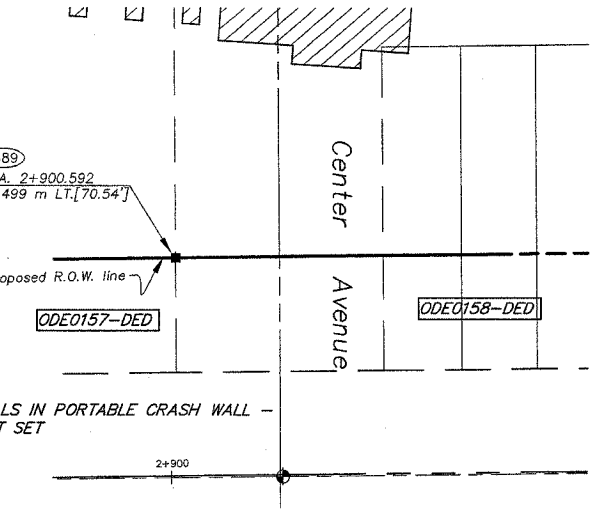 89
A. 2+900.592
499 m LT.[70.54']
Center Avenue
oposed R.O.W. line
ODE0157-DED
ODE0158-DED
LS IN PORTABLE CRASH WALL -
T SET
2+900